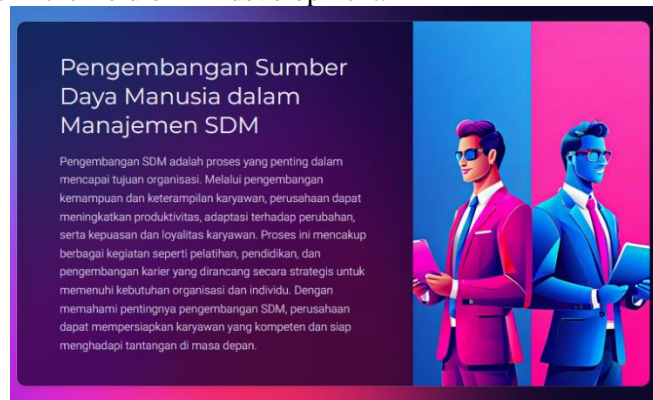 Pengembangan Sumber
Daya Manusia dalam
Manajemen SDM
Pengembangan SDM adalah proses yang penting dalam
mencapai tujuan organisasi. Melalui pengembangan
kemampuan dan keterampilan karyawan, perusahaan dapat
meningkatkan produktivitas, adaptasi terhadap perubahan,
serta kepuasan dan loyalitas karyawan. Proses ini mencakup
berbagai kegiatan seperti pelatihan, pendidikan, dan
pengembangan karier yang dirancang secara strategis untuk
memenuhi kebutuhan organisasi dan individu. Dengan
memahami pentingnya pengembangan SDM, perusahaan
dapat mempersiapkan karyawan yang kompeten dan siap
menghadapi tantangan di masa depan.